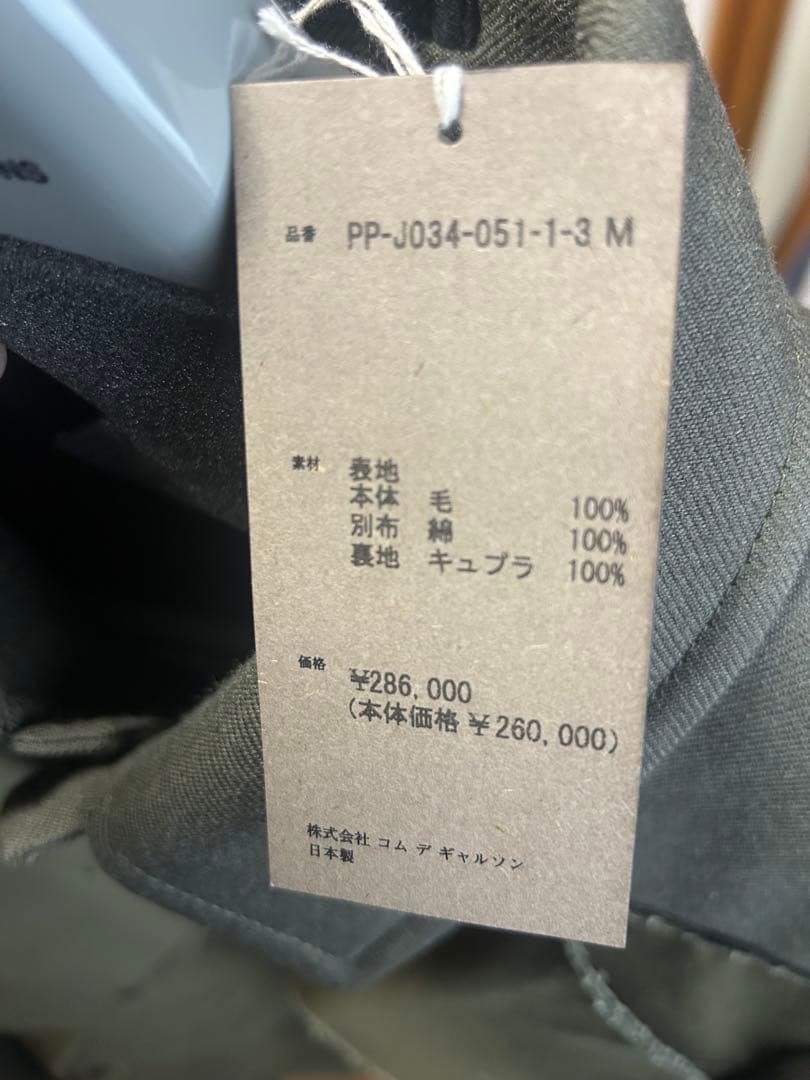 NS
品番 PP-J034-051-1-3 M
素材 表地
本体 毛 100%
別布 綿 100%
裏地 キュプラ 100%
価格 ¥286,000
(本体価格 ¥260,000)
株式会社 コム デ ギャルソン
日本製